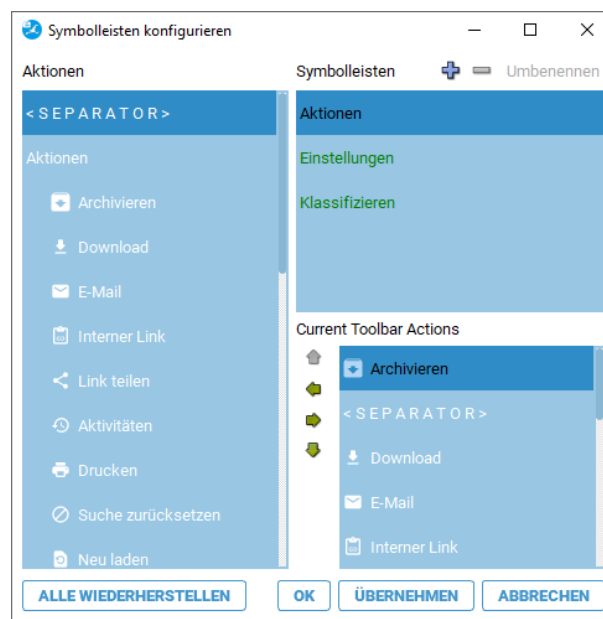 Symbolleisten konfigurieren
Aktionen
<SEPARATOR>
Aktionen
Archivieren
Download
E-Mail
Interner Link
Link teilen
Aktivitäten
Drucken
Suche zurücksetzen
Neu laden
Symbolleisten
Umbenennen
Aktionen
Einstellungen
Klassifizieren
Current Toolbar Actions
Archivieren
<SEPARATOR>
Download
E-Mail
Interner Link
ALLE WIEDERHERSTELLEN
OK
ÜBERNEHMEN
ABBRECHEN